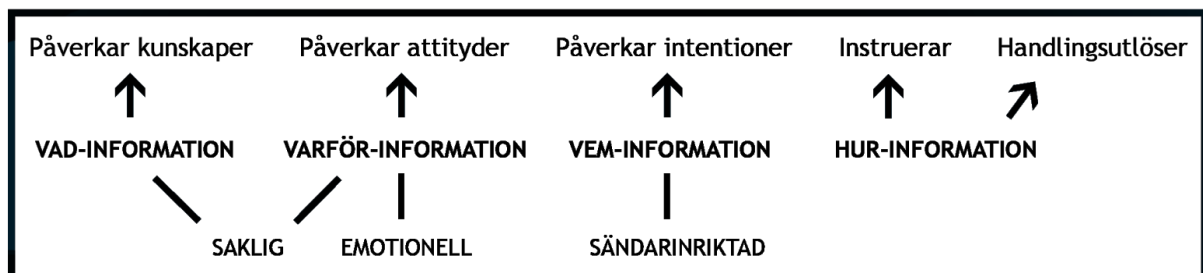 Påverkar kunskaper Påverkar attityder Påverkar intentioner Instruerar Handlingsutlöser
VAD-INFORMATION VARFÖR-INFORMATION VEM-INFORMATION HUR-INFORMATION
SAKLIG EMOTIONELL SÄNDARINRIKTAD